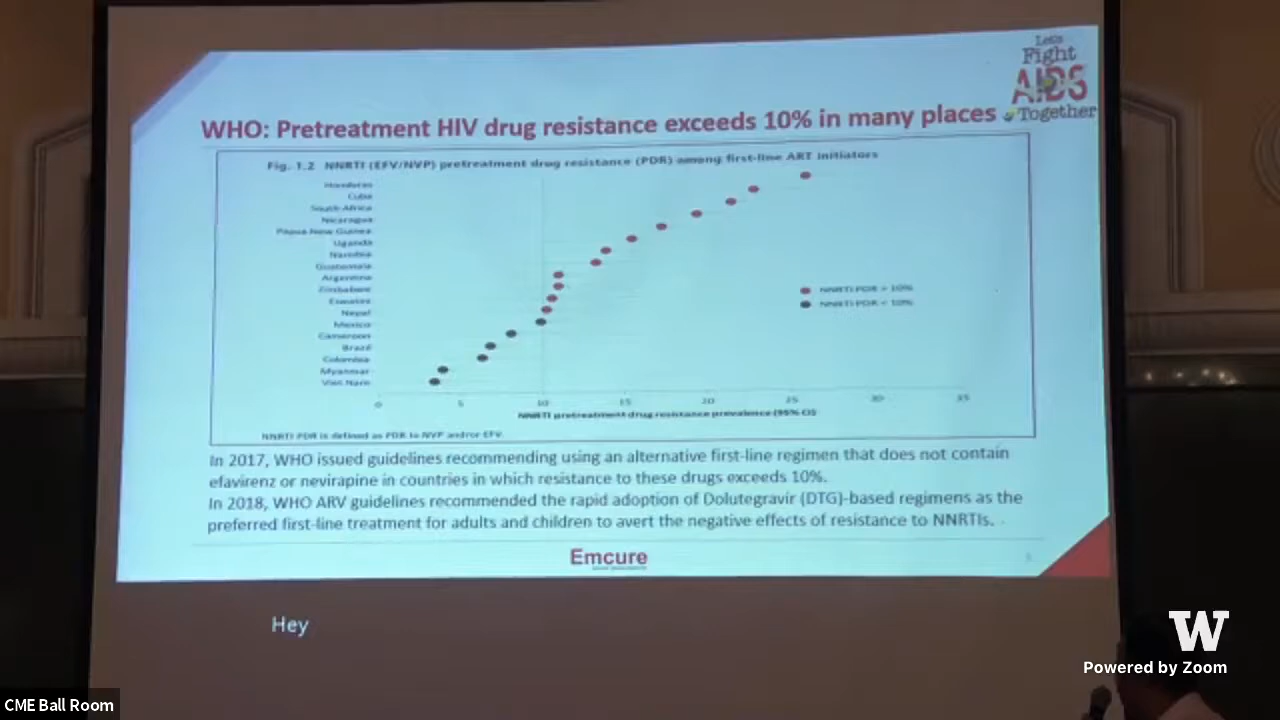 Let's
Fight
AIDS
Together
WHO: Pretreatment HIV drug resistance exceeds 10% in many places
Fig. 1.2 NNRTI (EFV/NVP) pretreatment drug resistance (PDR) among first-line ART initiators
Honduras
Cuba
South Africa
Nicaragua
Papua New Guinea
Uganda
Namibia
Guatemala
Argentina
Zimbabwe
Eswatini
Nepal
Mexico
Cameroon
Brazil
Colombia
Myanmar
Viet Nam
NNRTI PDR > 10%
NNRTI PDR < 10%
0 5 10 15 20 25 30 35
NNRTI pretreatment drug resistance prevalence (95% CI)
NNRTI PDR is defined as PDR to NVP and/or EFV
In 2017, WHO issued guidelines recommending using an alternative first-line regimen that does not contain
efavirenz or nevirapine in countries in which resistance to these drugs exceeds 10%.
In 2018, WHO ARV guidelines recommended the rapid adoption of Dolutegravir (DTG)-based regimens as the
preferred first-line treatment for adults and children to avert the negative effects of resistance to NNRTIs.
Emcure
Hey
W
Powered by Zoom
CME Ball Room